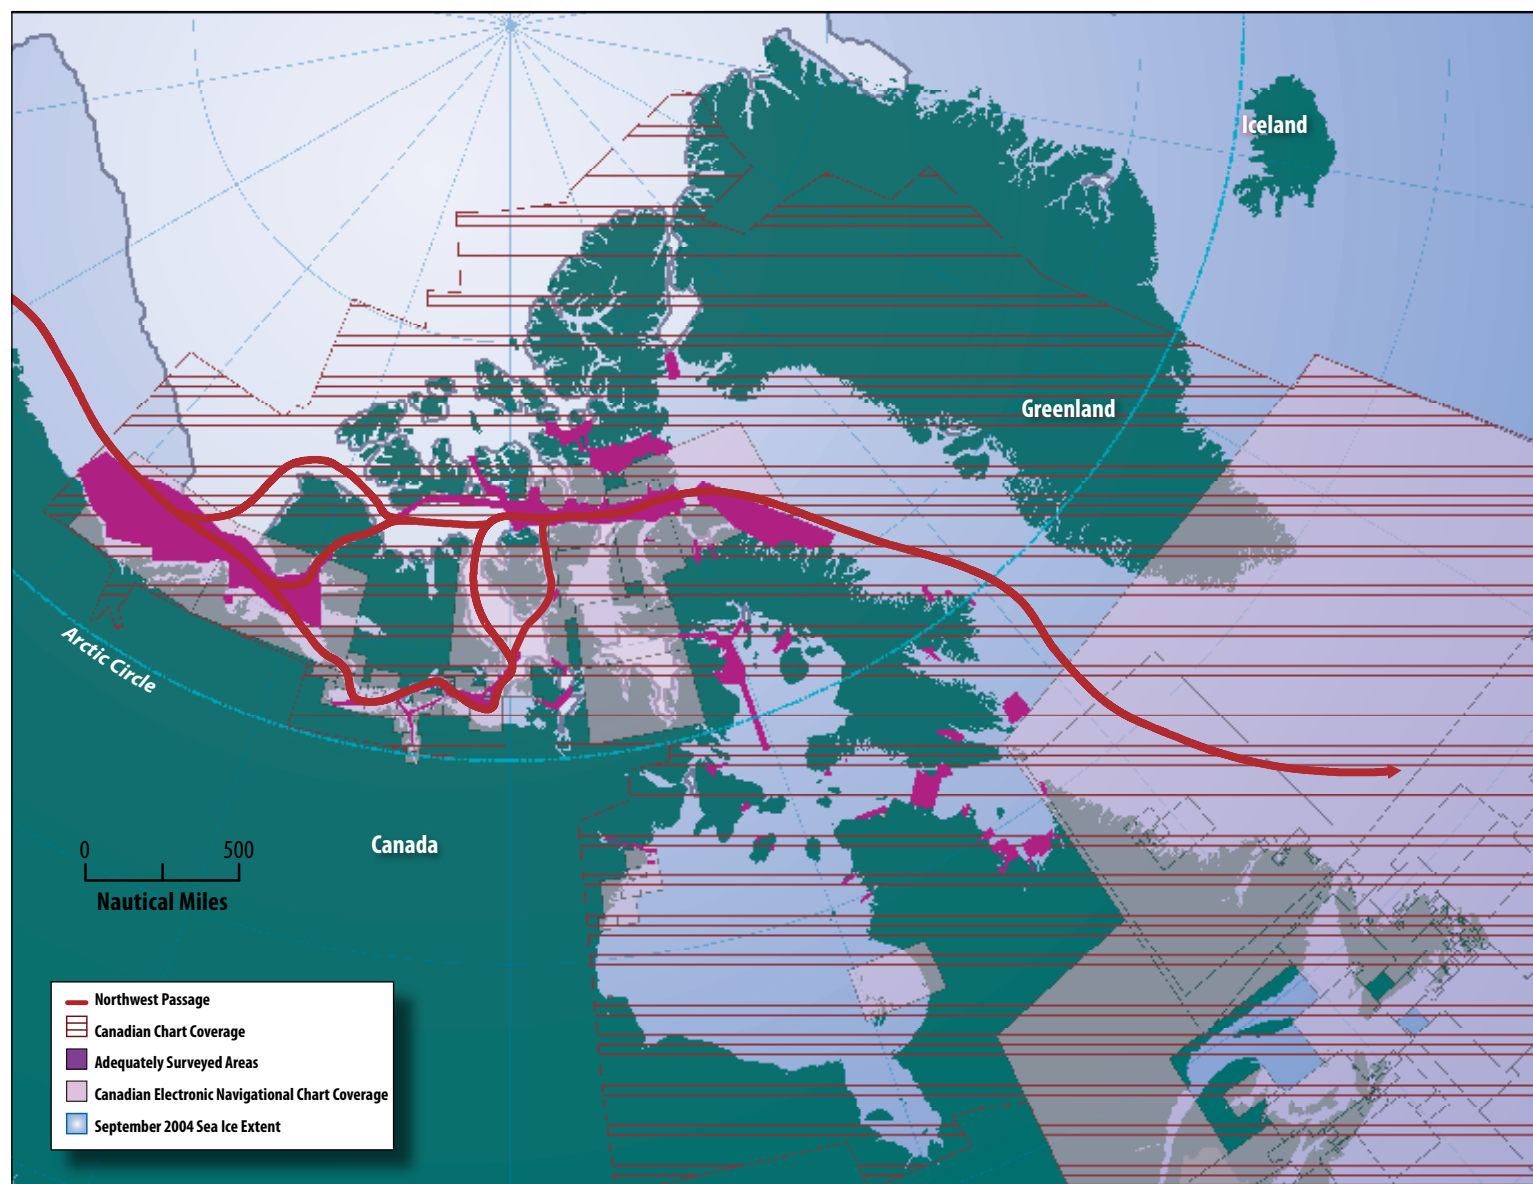 Iceland
Greenland
Arctic Circle
Canada
0 500
Nautical Miles
Northwest Passage
Canadian Chart Coverage
Adequately Surveyed Areas
Canadian Electronic Navigational Chart Coverage
September 2004 Sea Ice Extent